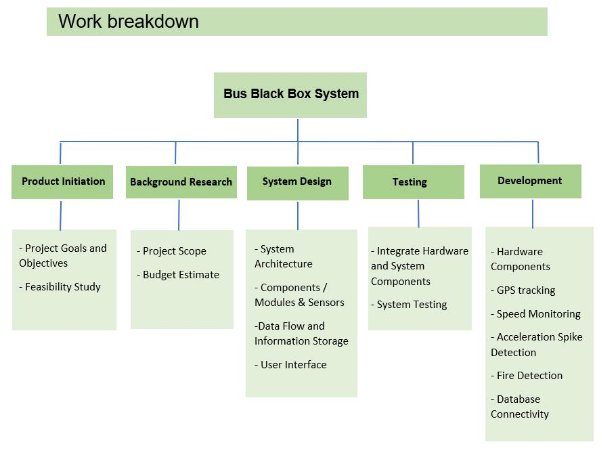 Work breakdown
Bus Black Box System
Product Initiation
Background Research
System Design
Testing
Development
- Project Goals and
Objectives
- Feasibility Study
- Project Scope
- Budget Estimate
- System
Architecture
- Components /
Modules & Sensors
-Data Flow and
Information Storage
- User Interface
- Integrate Hardware
and System
Components
- System Testing
- Hardware
Components
- GPS tracking
- Speed Monitoring
- Acceleration Spike
Detection
- Fire Detection
- Database
Connectivity